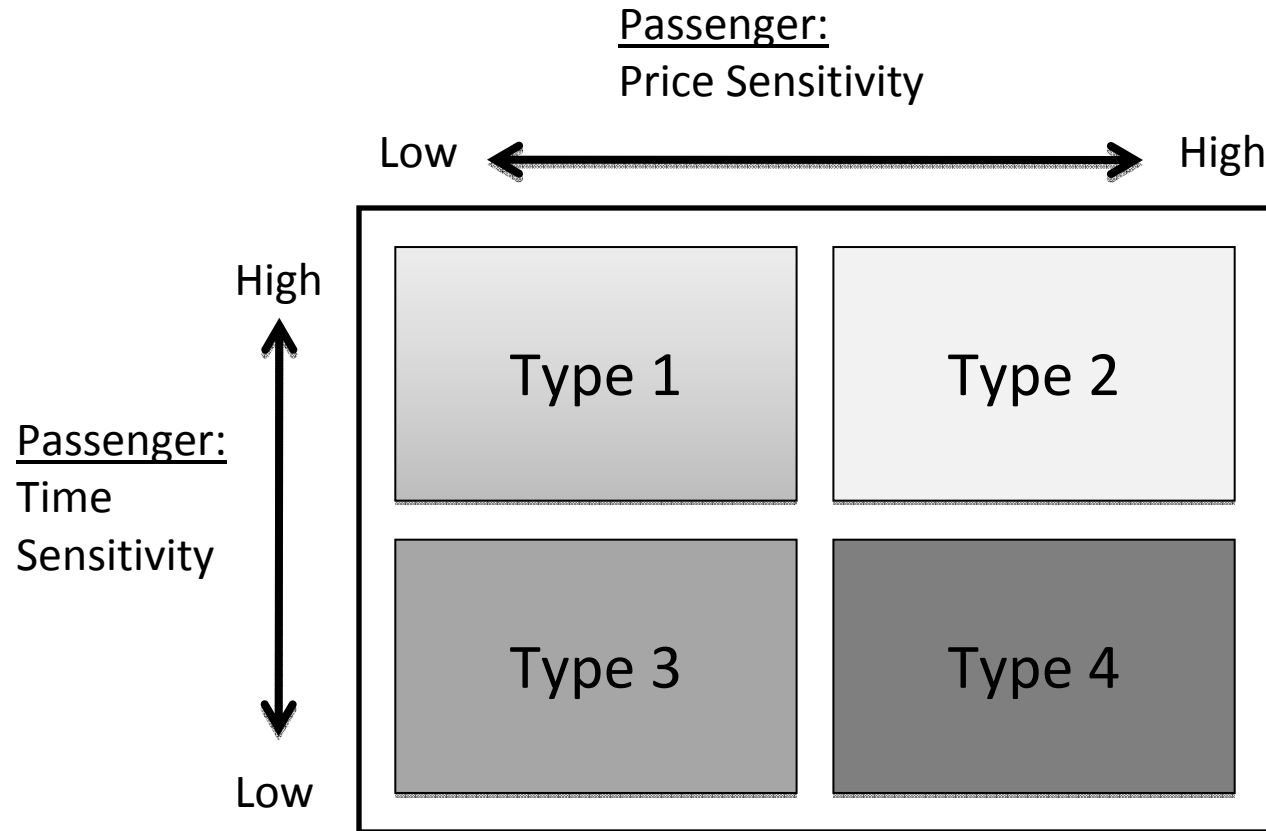 Passenger:
Price Sensitivity
Low High
High
Type 1 Type 2
Passenger:
Time
Sensitivity
Type 3 Type 4
Low